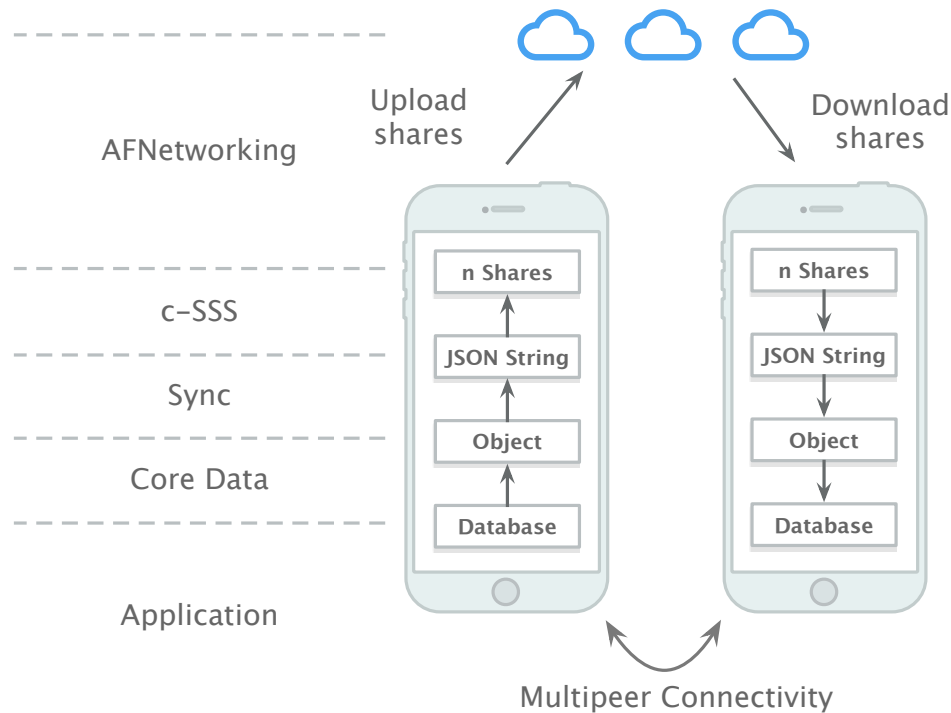 Upload
shares
Download
shares
AFNetworking
c-SSS
Sync
Core Data
Application
n Shares
JSON String
Object
Database
n Shares
JSON String
Object
Database
Multipeer Connectivity